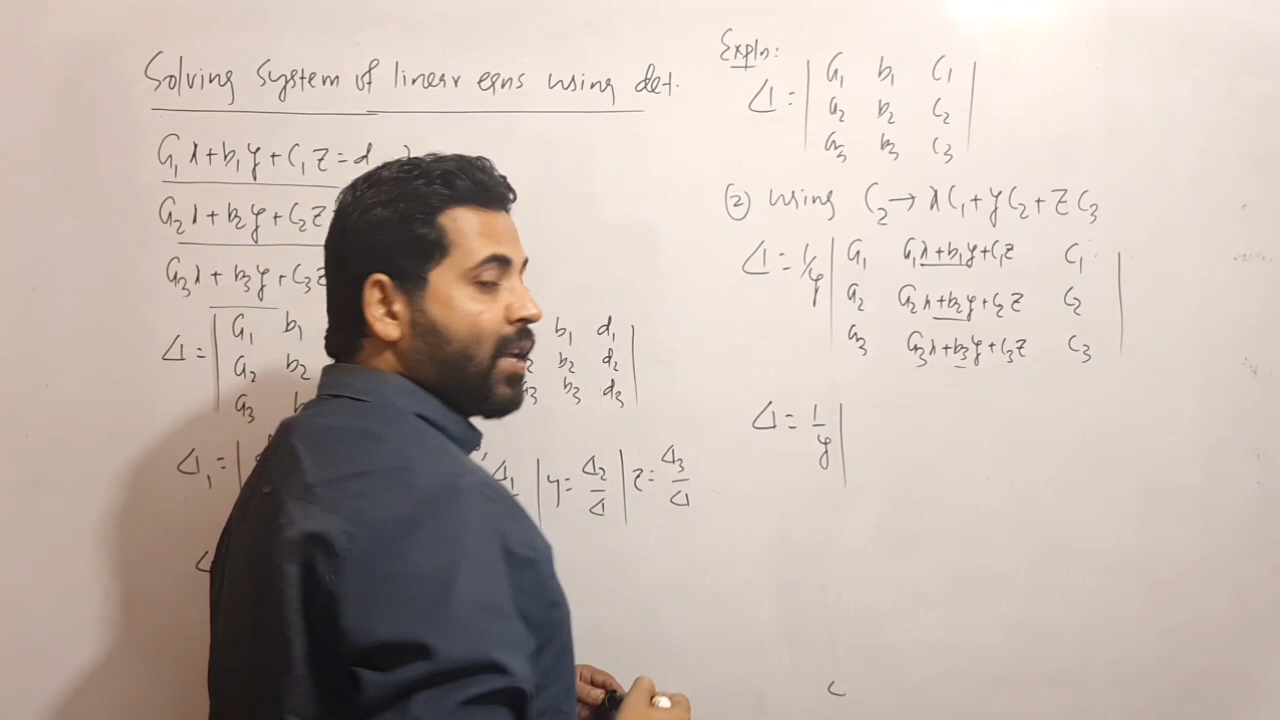 Solving System of linear eqns using det.
a₁x+b₁y+c₁z=d
a₂x+b₂y+c₂z
a₃x+b₃y+c₃z
Δ= | a₁ b₁
a₂ b₂
a₃ b
b₁ d₁ |
b₂ d₂
₃ b₃ d₃
Δ₁= |
Δ₁ | y= Δ₂/Δ | z= Δ₃/Δ
Expln:
Δ= | a₁ b₁ c₁ |
a₂ b₂ c₂
a₃ b₃ c₃
② using C₂→xC₁+yC₂+zC₃
Δ=1/y | a₁ a₁x+b₁y+c₁z c₁ |
a₂ a₂x+b₂y+c₂z c₂
a₃ a₃x+b₃y+c₃z c₃
Δ= 1/y |